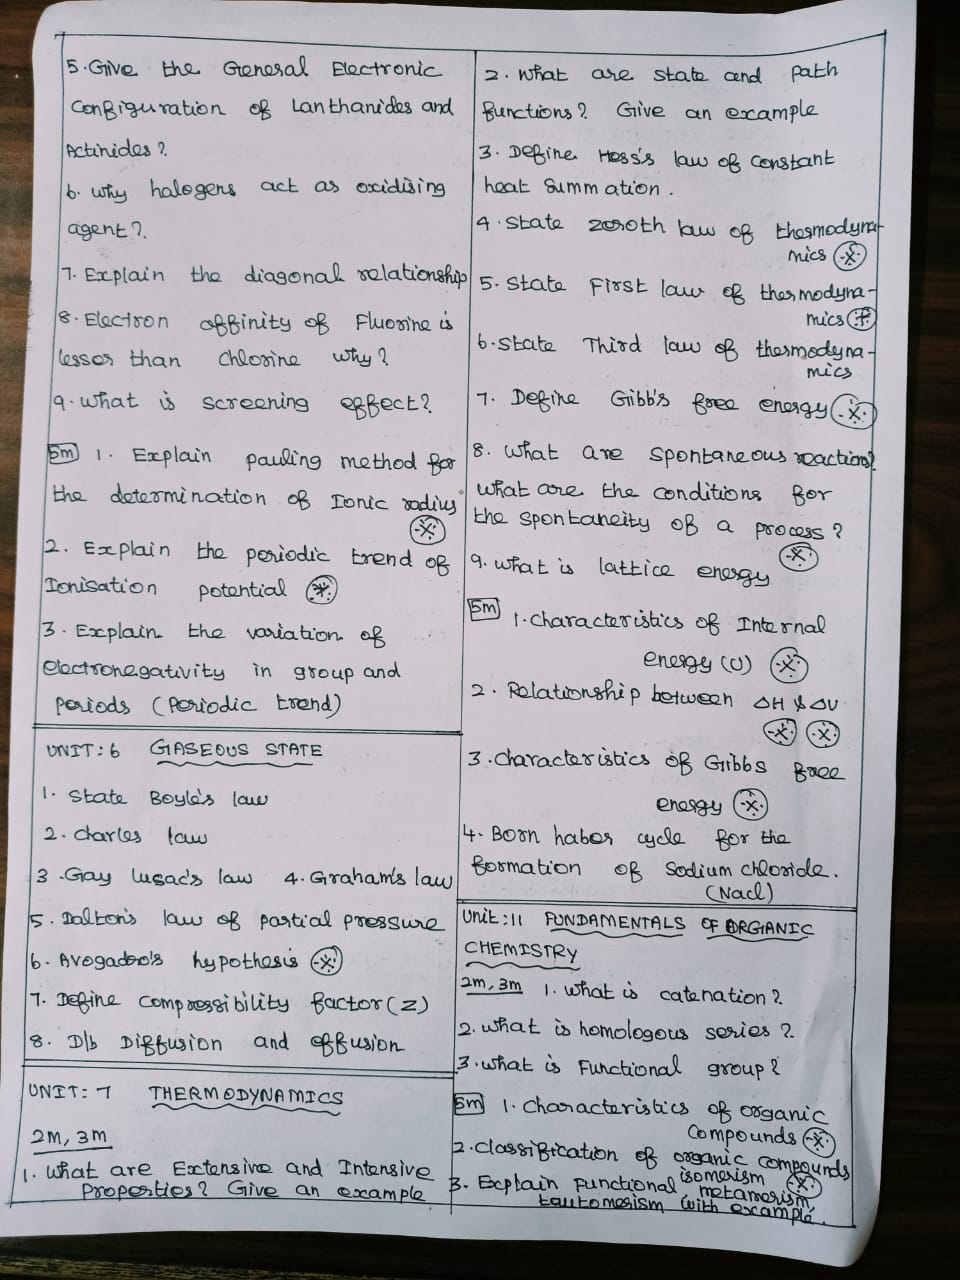 5. Give the General Electronic
Configuration of Lanthanides and
Actinides?
6. why halogens act as oxidising
agent?
7. Explain the diagonal relationship
8. Electron affinity of Fluorine is
lesser than chlorine why?
9. what is screening effect?
5m 1. Explain pauling method for
the determination of Ionic radius
2. Explain the periodic trend of
Ionisation potential
3. Explain the variation of
electronegativity in group and
periods (Periodic trend)
UNIT: 6 GASEOUS STATE
1. State Boyle's law
2. Charles law
3. Gay lusac's law 4. Graham's law
5. Dalton's law of partial pressure
6. Avogadro's hypothesis
7. Define compressibility factor (Z)
8. D/b Diffusion and effusion
UNIT: 7 THERMODYNAMICS
2m, 3m
1. What are Extensive and Intensive
Properties? Give an example
2. What are state and path
functions? Give an example
3. Define Hess's law of constant
heat summation.
4. State zeroth law of thermodyna-
mics
5. State First law of thermodyna-
mics
6. State Third law of thermodyna-
mics
7. Define Gibb's free energy
8. What are spontaneous reaction?
what are the conditions for
the spontaneity of a process?
9. what is lattice energy
5m
1. Characteristics of Internal
energy (U)
2. Relationship between ΔH & ΔU
3. Characteristics of Gibbs free
energy
4. Born haber cycle for the
formation of Sodium chloride.
(Nacl)
Unit: 11 FUNDAMENTALS OF ORGIANIC
CHEMISTRY
2m, 3m 1. what is catenation?
2. what is homologous series?
3. what is Functional group?
5m 1. Characteristics of organic
Compounds
2. Classification of organic compounds
3. Explain functional isomerism
metamerism
tautomerism with example.